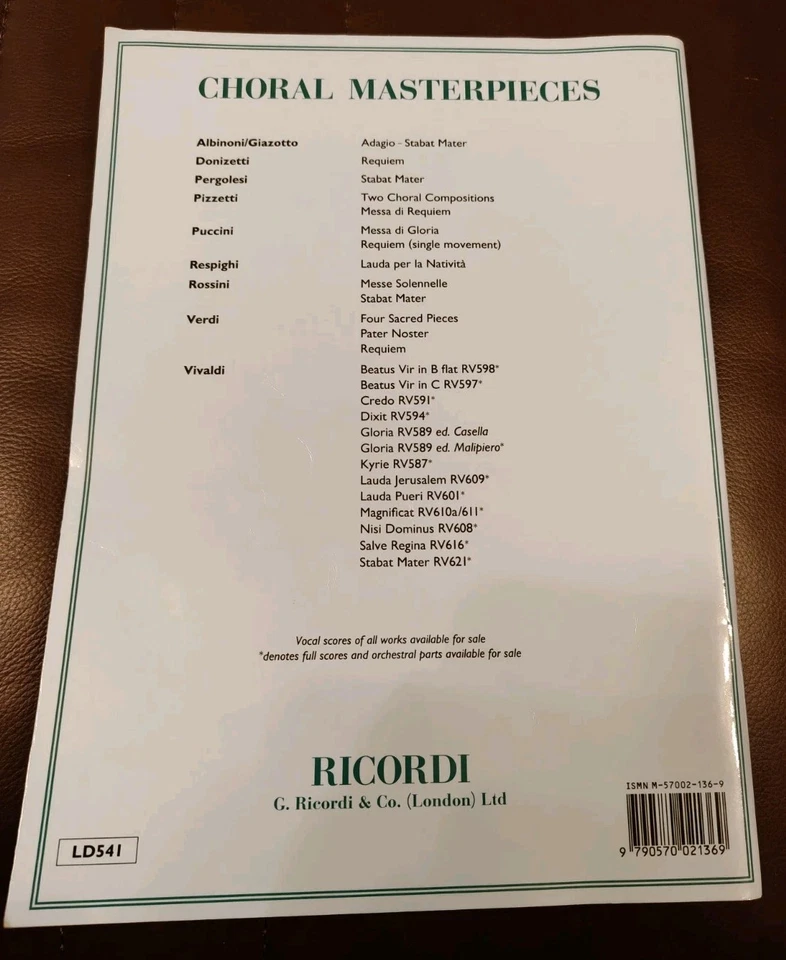 CHORAL MASTERPIECES
Albinoni/Giazotto Adagio - Stabat Mater
Donizetti Requiem
Pergolesi Stabat Mater
Pizzetti Two Choral Compositions
Messa di Requiem
Puccini Messa di Gloria
Requiem (single movement)
Respighi Lauda per la Natività
Rossini Messe Solennelle
Stabat Mater
Verdi Four Sacred Pieces
Pater Noster
Requiem
Vivaldi Beatus Vir in B flat RV598*
Beatus Vir in C RV597*
Credo RV591*
Dixit RV594*
Gloria RV589 ed. Casella
Gloria RV589 ed. Malipiero*
Kyrie RV587*
Lauda Jerusalem RV609*
Lauda Pueri RV601*
Magnificat RV610a/611*
Nisi Dominus RV608*
Salve Regina RV616*
Stabat Mater RV621*
Vocal scores of all works available for sale
*denotes full scores and orchestral parts available for sale
RICORDI
G. Ricordi & Co. (London) Ltd
ISMN M-57002-136-9
9 790570 021369
LD541